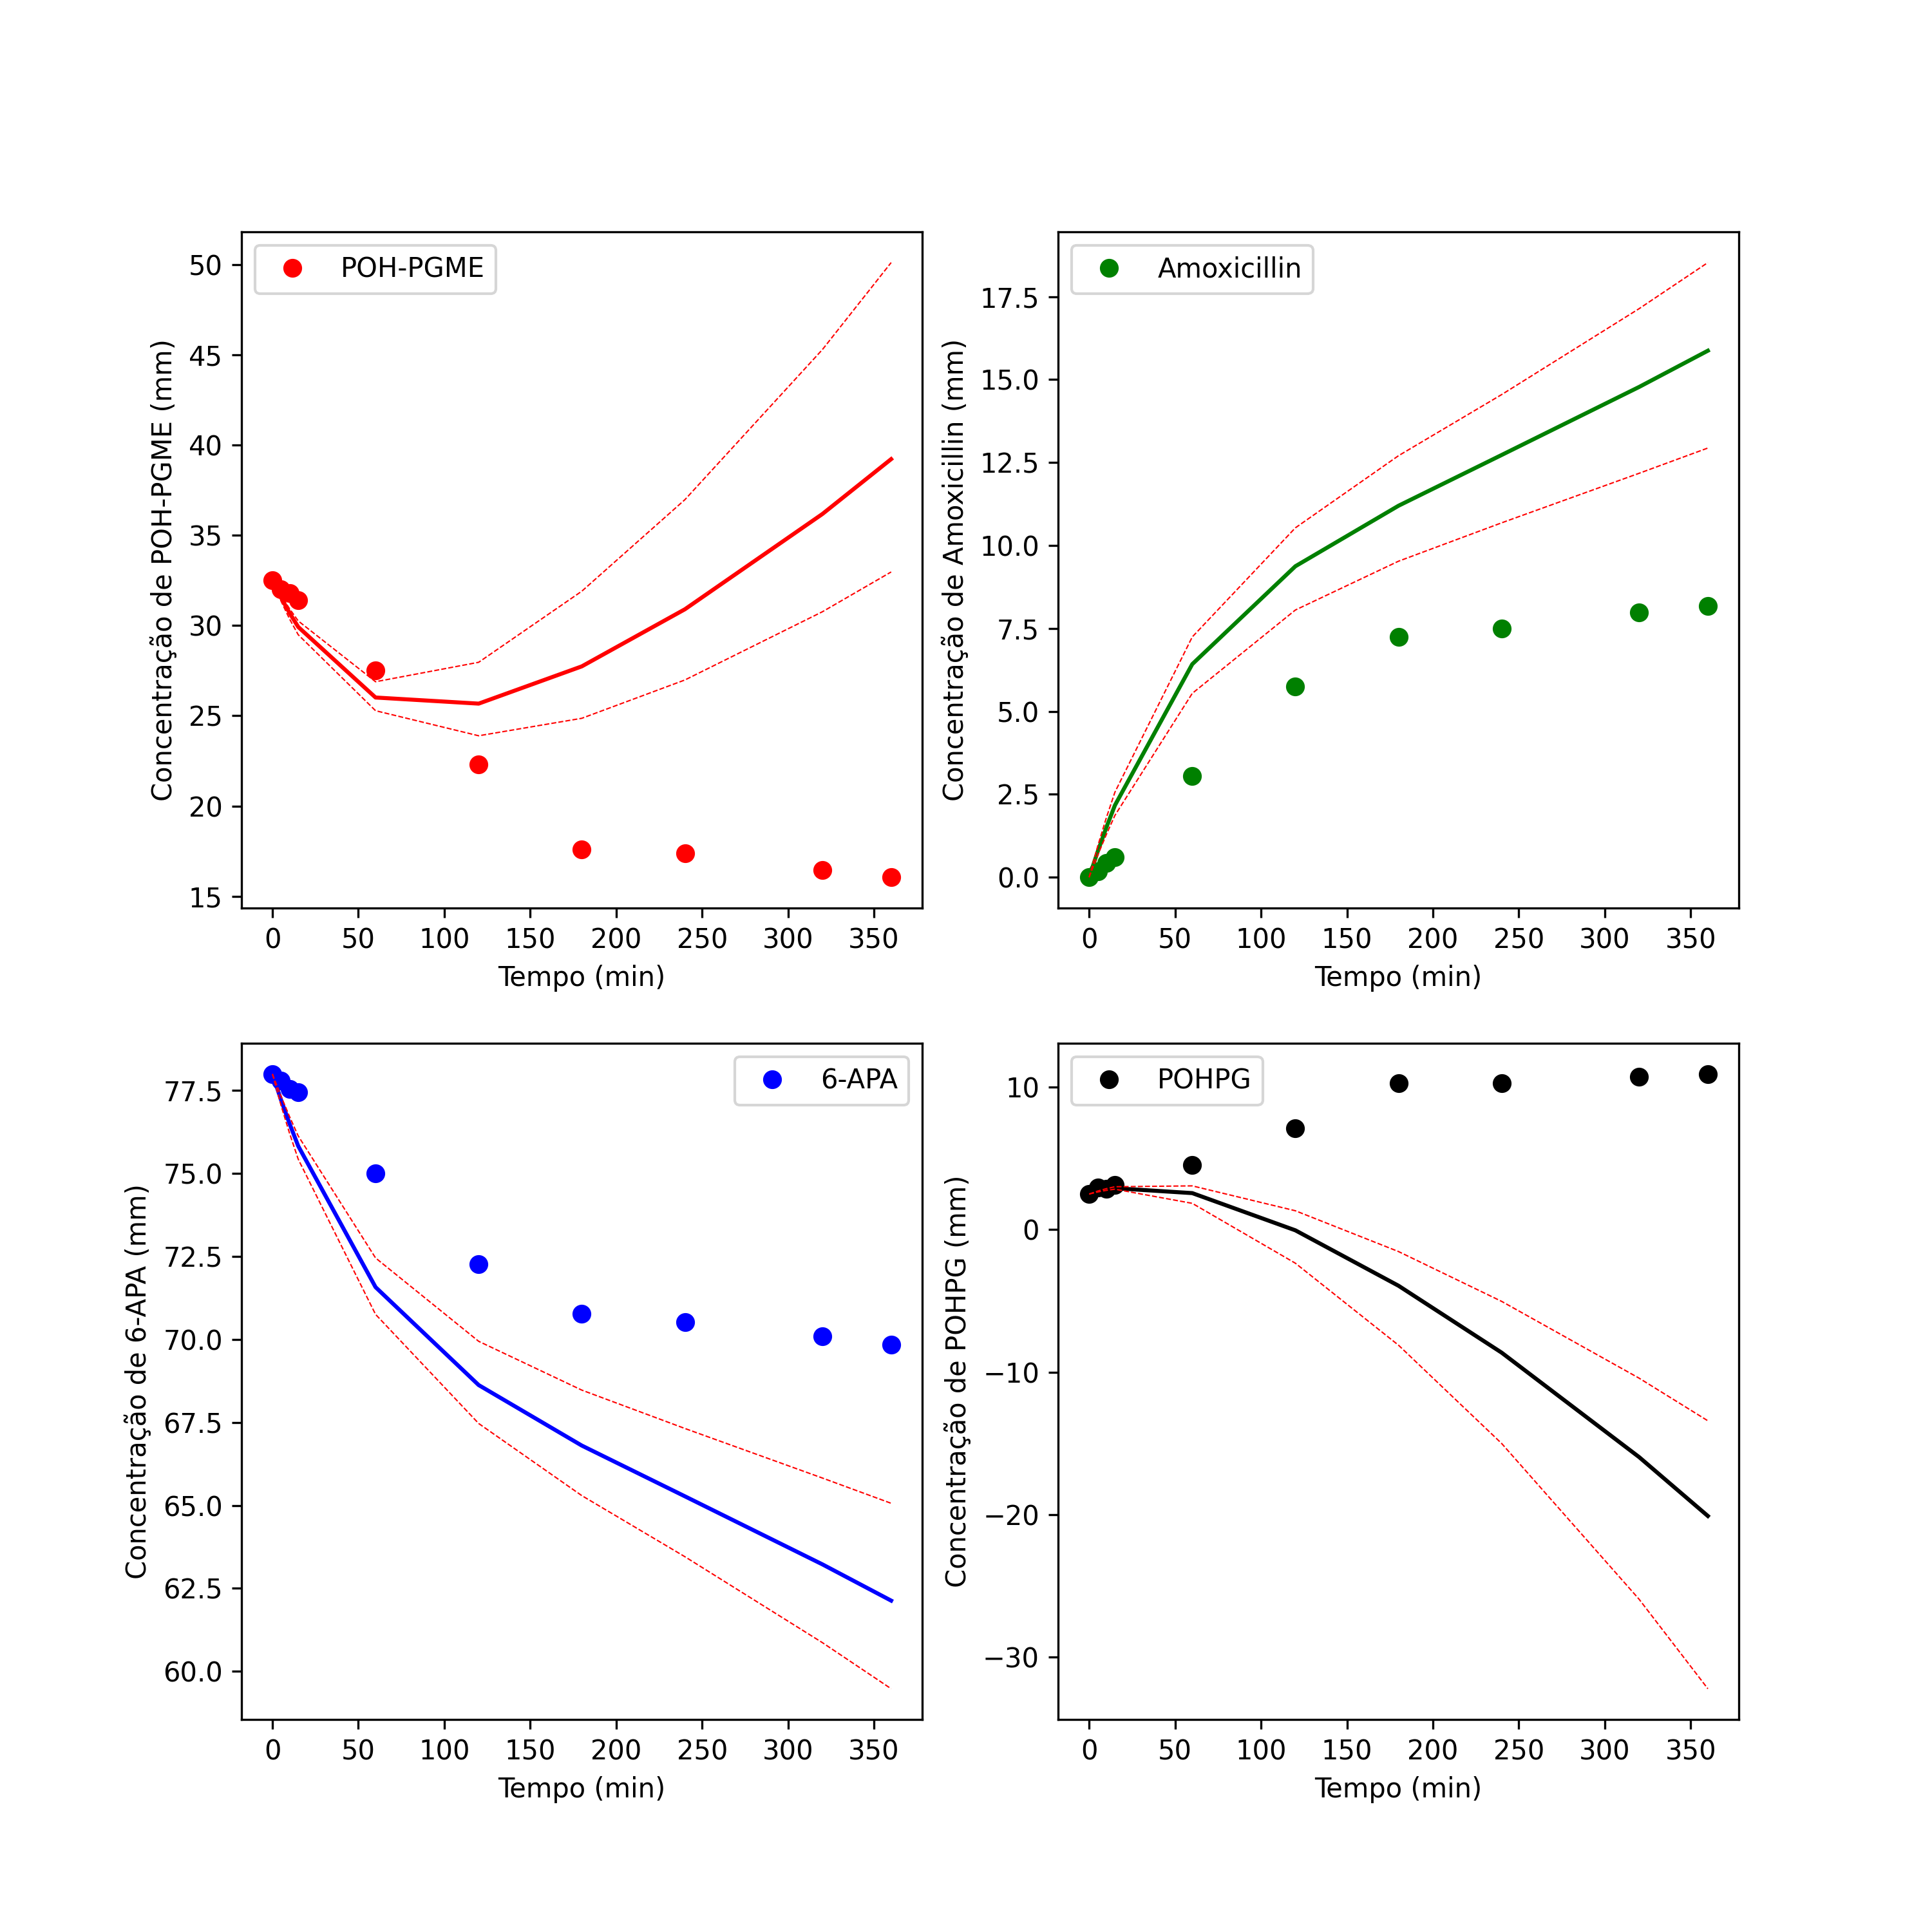 POH-PGME
Concentração de POH-PGME (mm)
50
45
40
35
30
25
20
15
0 50 100 150 200 250 300 350
Tempo (min)
Amoxicillin
Concentração de Amoxicillin (mm)
17.5
15.0
12.5
10.0
7.5
5.0
2.5
0.0
0 50 100 150 200 250 300 350
Tempo (min)
6-APA
Concentração de 6-APA (mm)
77.5
75.0
72.5
70.0
67.5
65.0
62.5
60.0
0 50 100 150 200 250 300 350
Tempo (min)
POHPG
Concentração de POHPG (mm)
10
0
−10
−20
−30
0 50 100 150 200 250 300 350
Tempo (min)